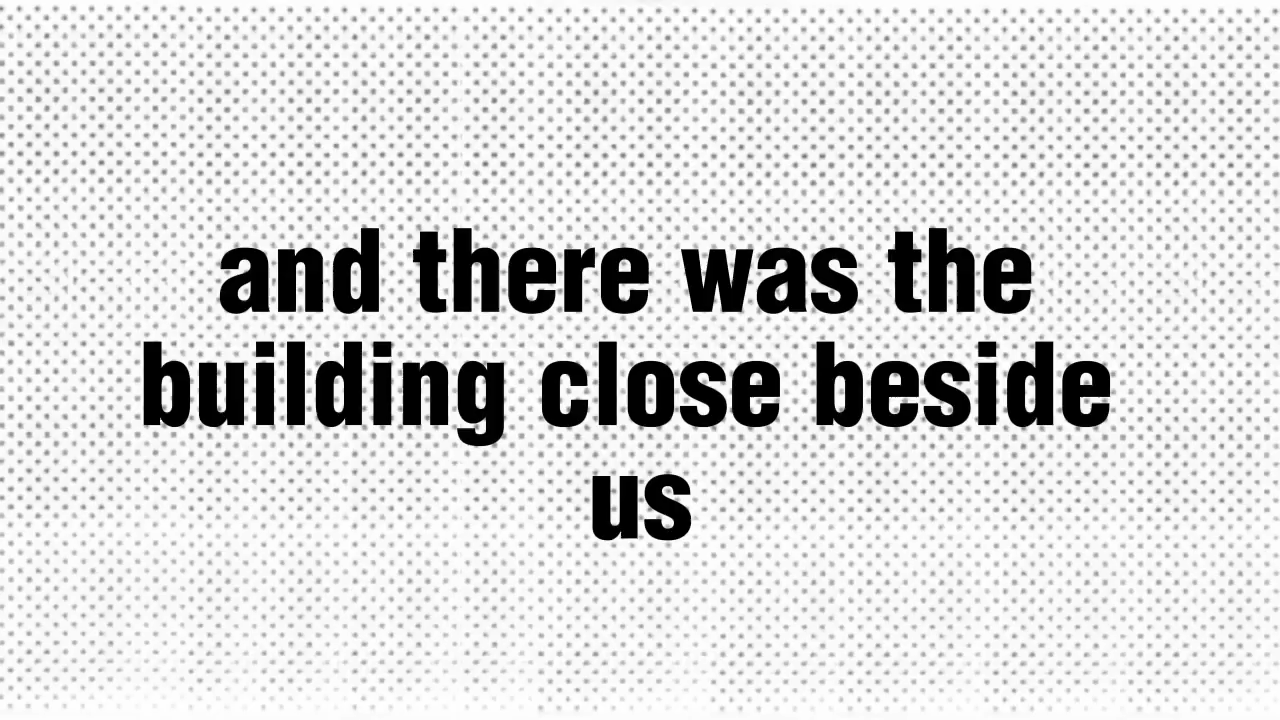 and there was the
building close beside
us